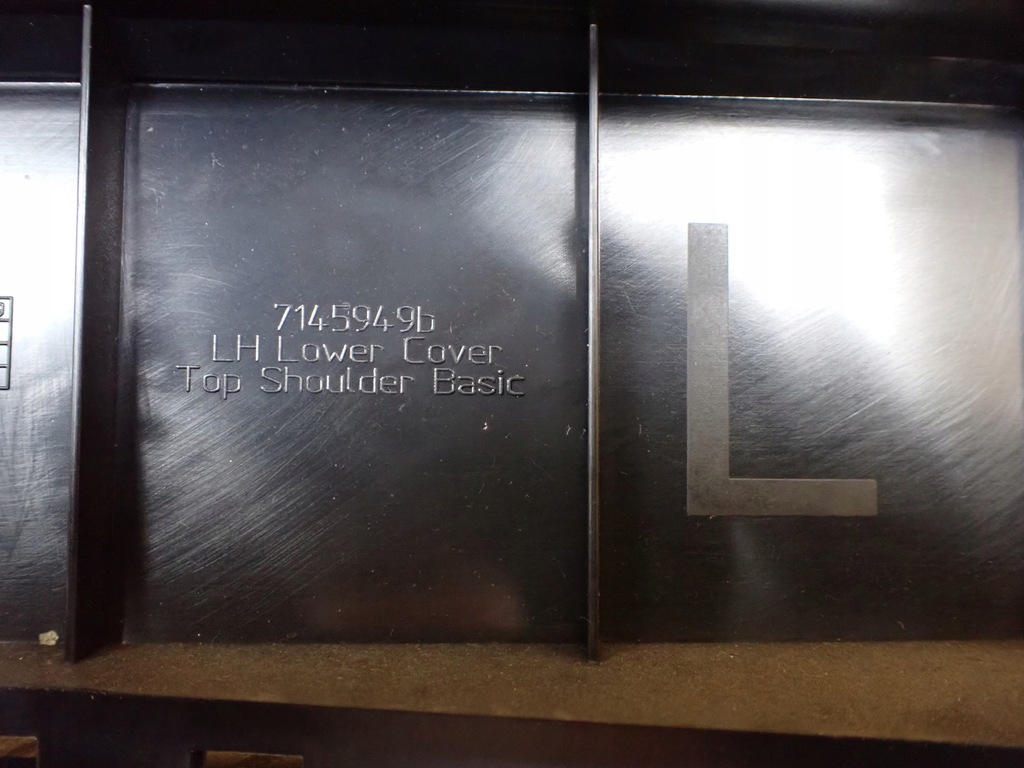 7145949b
LH Lower Cover
Top Shoulder Basic
L